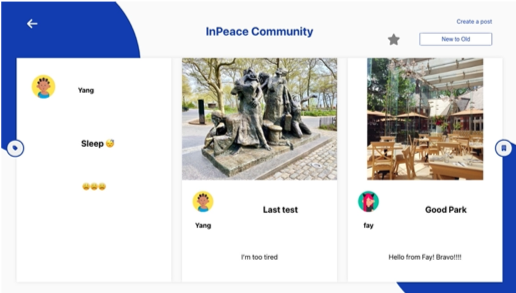 Create a post
InPeace Community
New to Old
Yang
Sleep 😴
😄😄😄
Last test
Yang
I'm too tired
Good Park
fay
Hello from Fay! Bravo!!!!